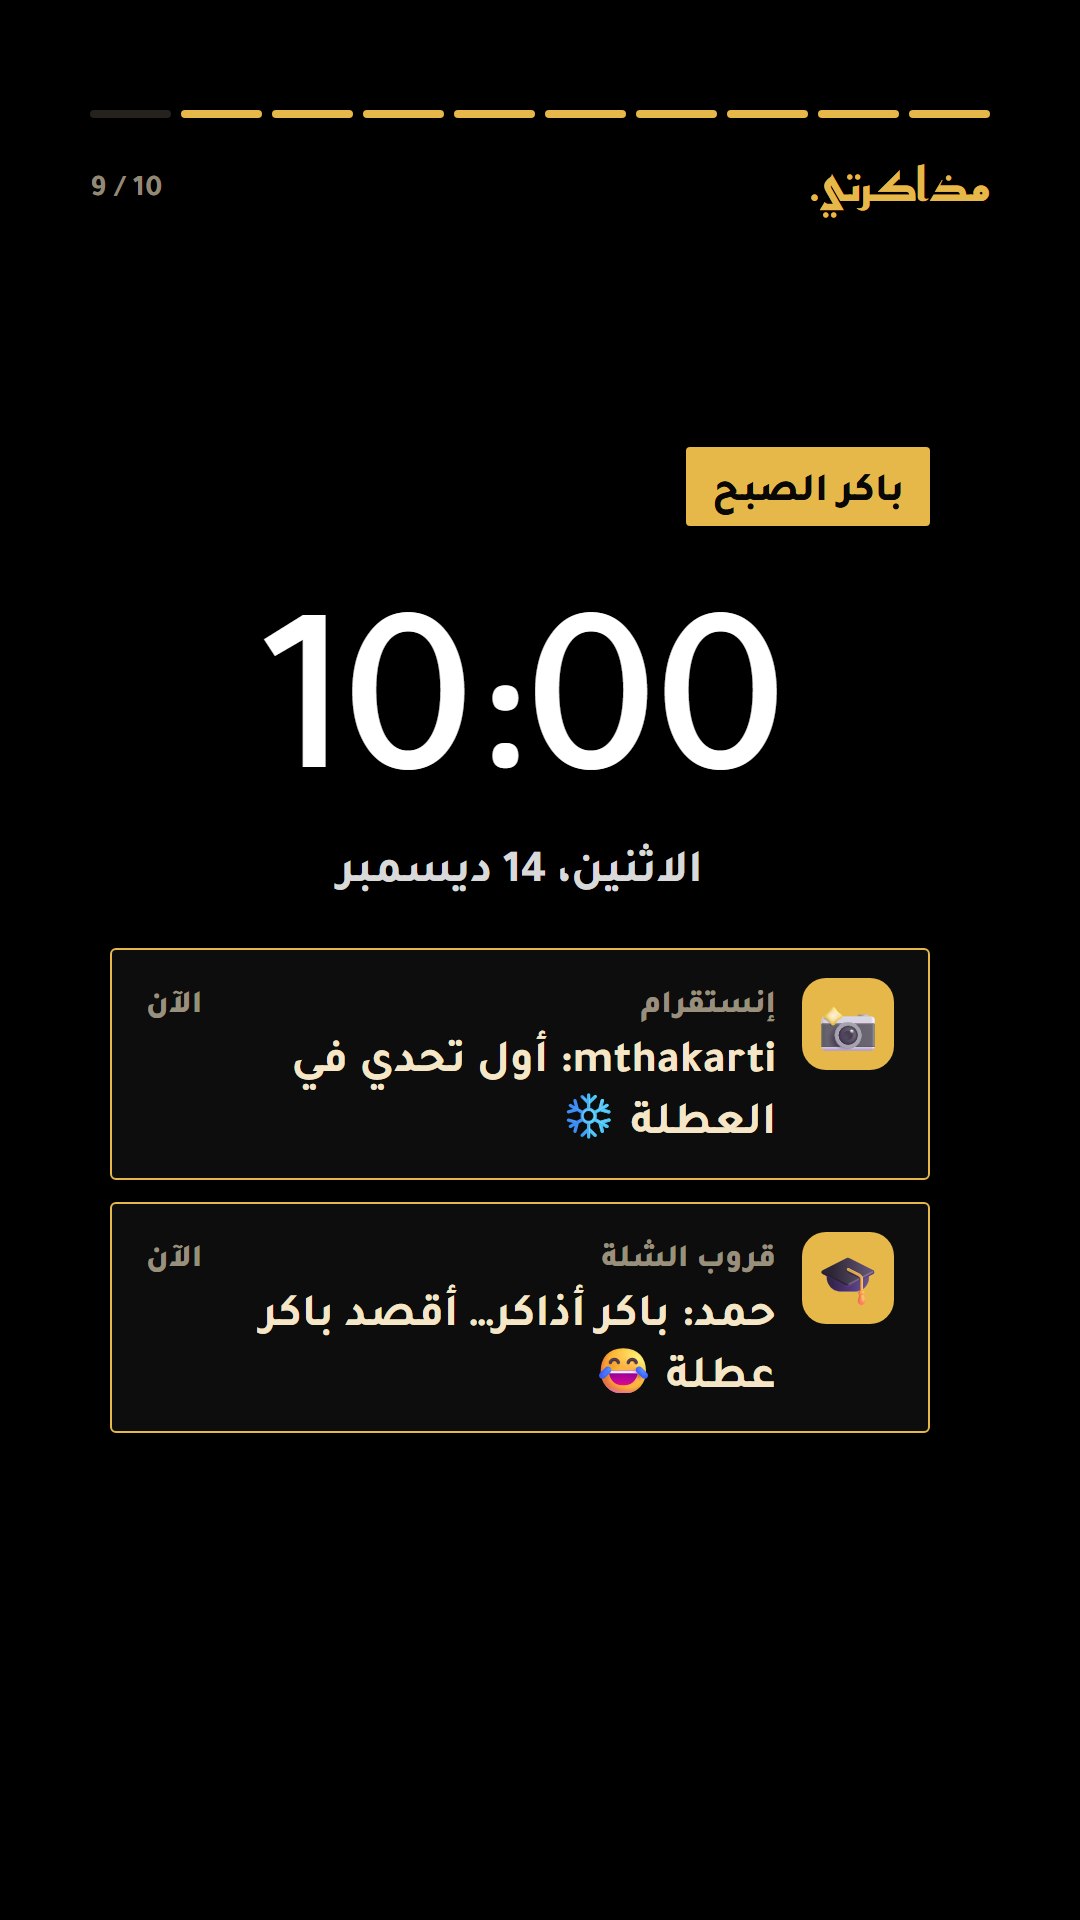 مذاكرتي.
9 / 10
باكر الصبح
10:00
الاثنين، 14 ديسمبر
إنستقرام
الآن
mthakarti: أول تحدي في
العطلة ❄️
قروب الشلة
الآن
حمد: باكر أذاكر… أقصد باكر
عطلة 😂